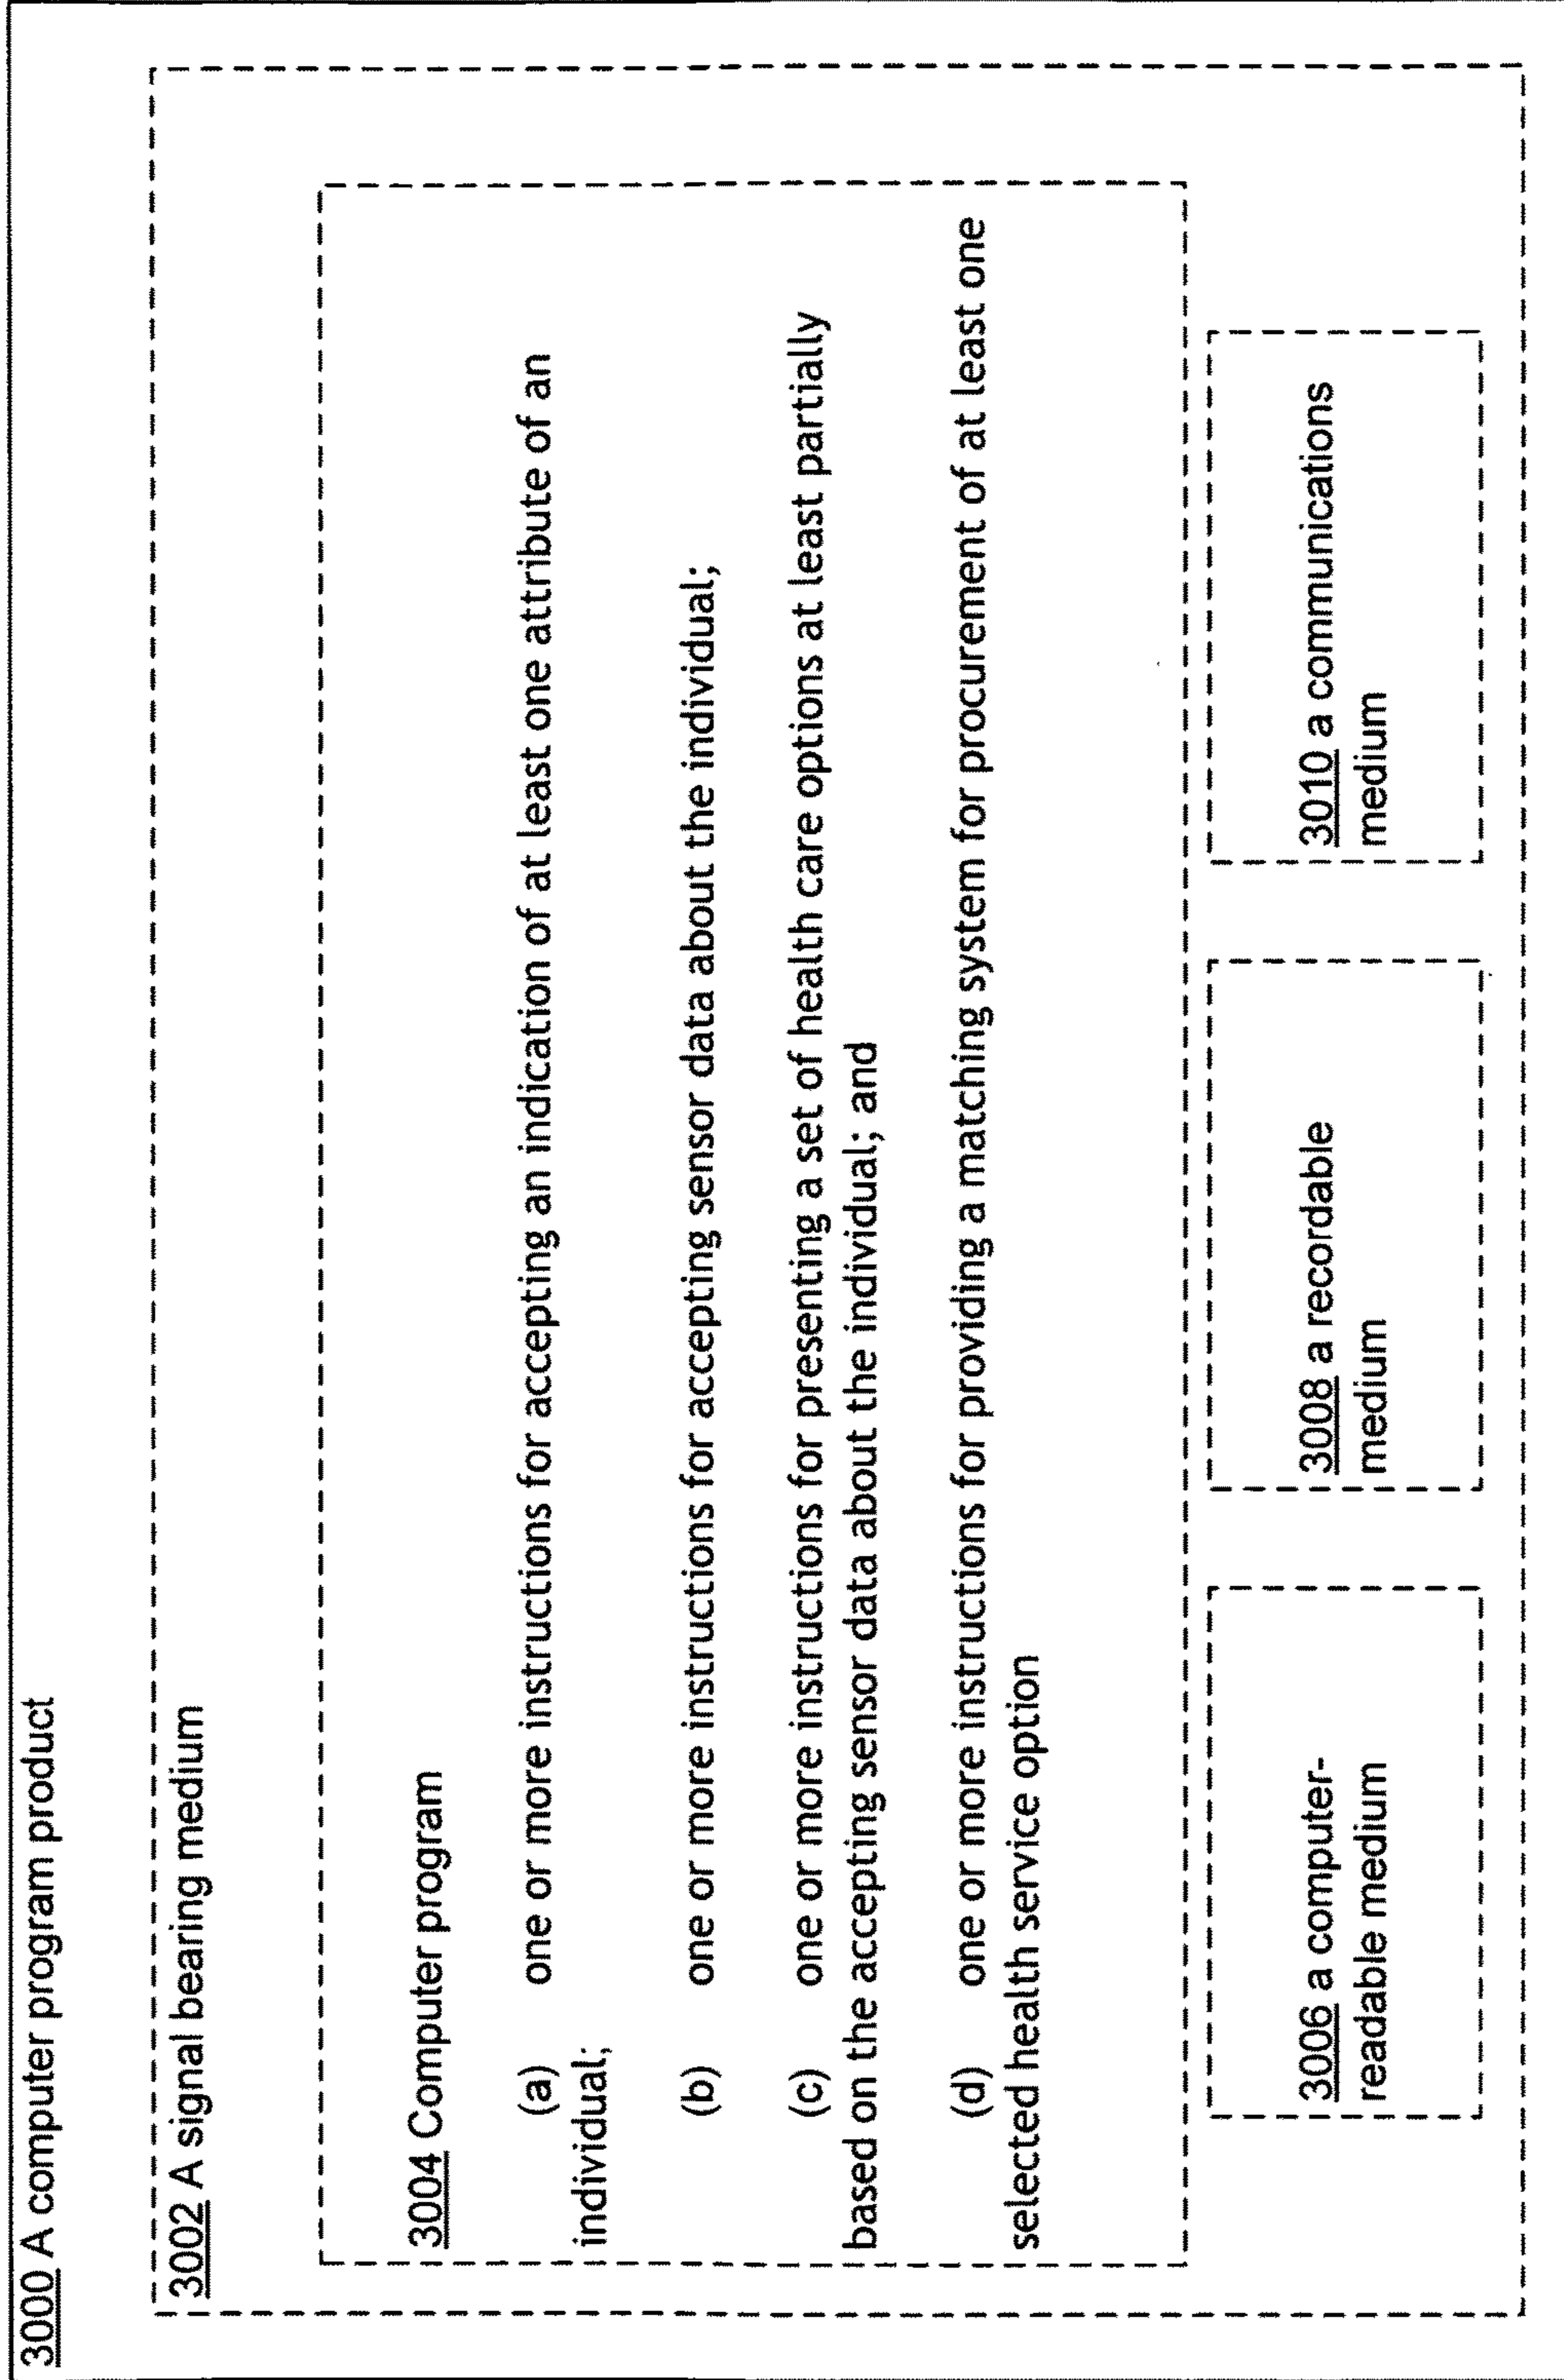 3000 A computer program product
3002 A signal bearing medium
3004 Computer program
(a) one or more instructions for accepting an indication of at least one attribute of an
individual;
(b) one or more instructions for accepting sensor data about the individual;
(c) one or more instructions for presenting a set of health care options at least partially
based on the accepting sensor data about the individual; and
(d) one or more instructions for providing a matching system for procurement of at least one
selected health service option
3006 a computer-
readable medium
3008 a recordable
medium
3010 a communications
medium